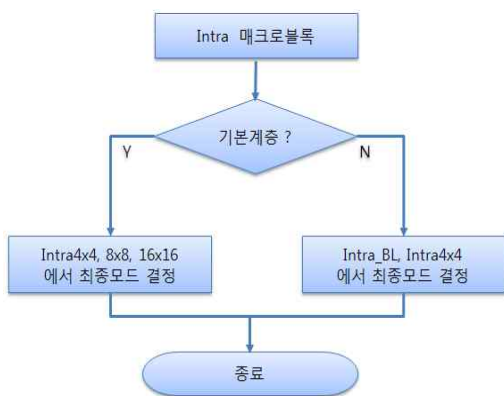 Intra 매크로블록
기본계층 ?
Y
N
Intra4x4, 8x8, 16x16
에서 최종모드 결정
Intra_BL, Intra4x4
에서 최종모드 결정
종료